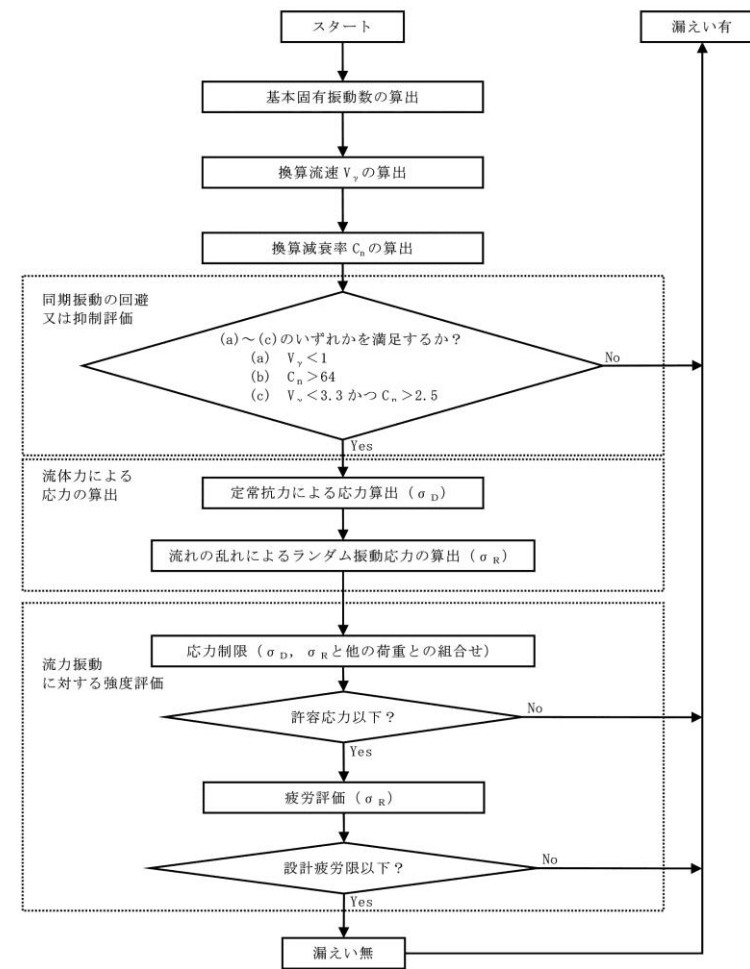 スタート
漏えい有
基本固有振動数の算出
換算流速Vγの算出
換算減衰率Cnの算出
同期振動の回避
又は抑制評価
(a)～(c)のいずれかを満足するか？
(a) Vγ＜1
(b) Cn＞64
(c) Vγ＜3.3かつCn＞2.5
No
Yes
流体力による
応力の算出
定常抗力による応力算出（σD）
流れの乱れによるランダム振動応力の算出（σR）
流力振動
に対する強度評価
応力制限（σD，σRと他の荷重との組合せ）
許容応力以下？
No
Yes
疲労評価（σR）
設計疲労限以下？
No
Yes
漏えい無